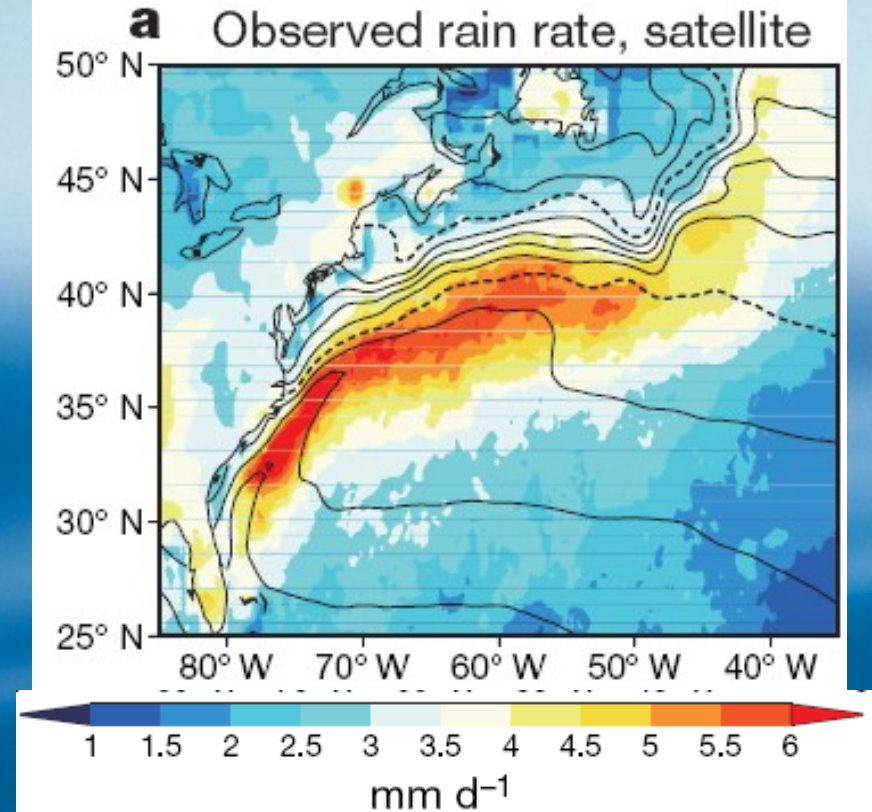 a Observed rain rate, satellite
50° N
45° N
40° N
35° N
30° N
25° N
80° W 70° W 60° W 50° W 40° W
1 1.5 2 2.5 3 3.5 4 4.5 5 5.5 6
mm d⁻¹